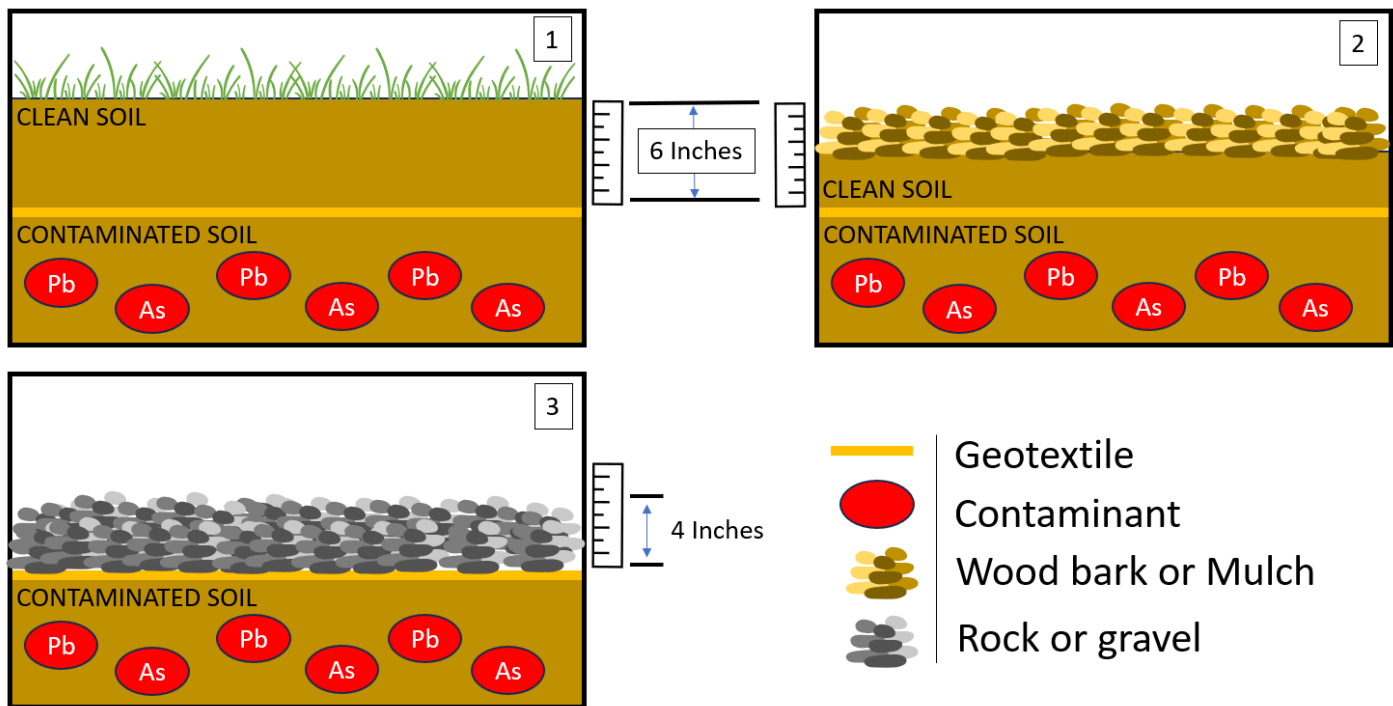 1
CLEAN SOIL
CONTAMINATED SOIL
Pb
As
Pb
As
Pb
As
6 Inches
2
CLEAN SOIL
CONTAMINATED SOIL
Pb
As
Pb
As
Pb
As
3
CONTAMINATED SOIL
Pb
As
Pb
As
Pb
As
4 Inches
Geotextile
Contaminant
Wood bark or Mulch
Rock or gravel